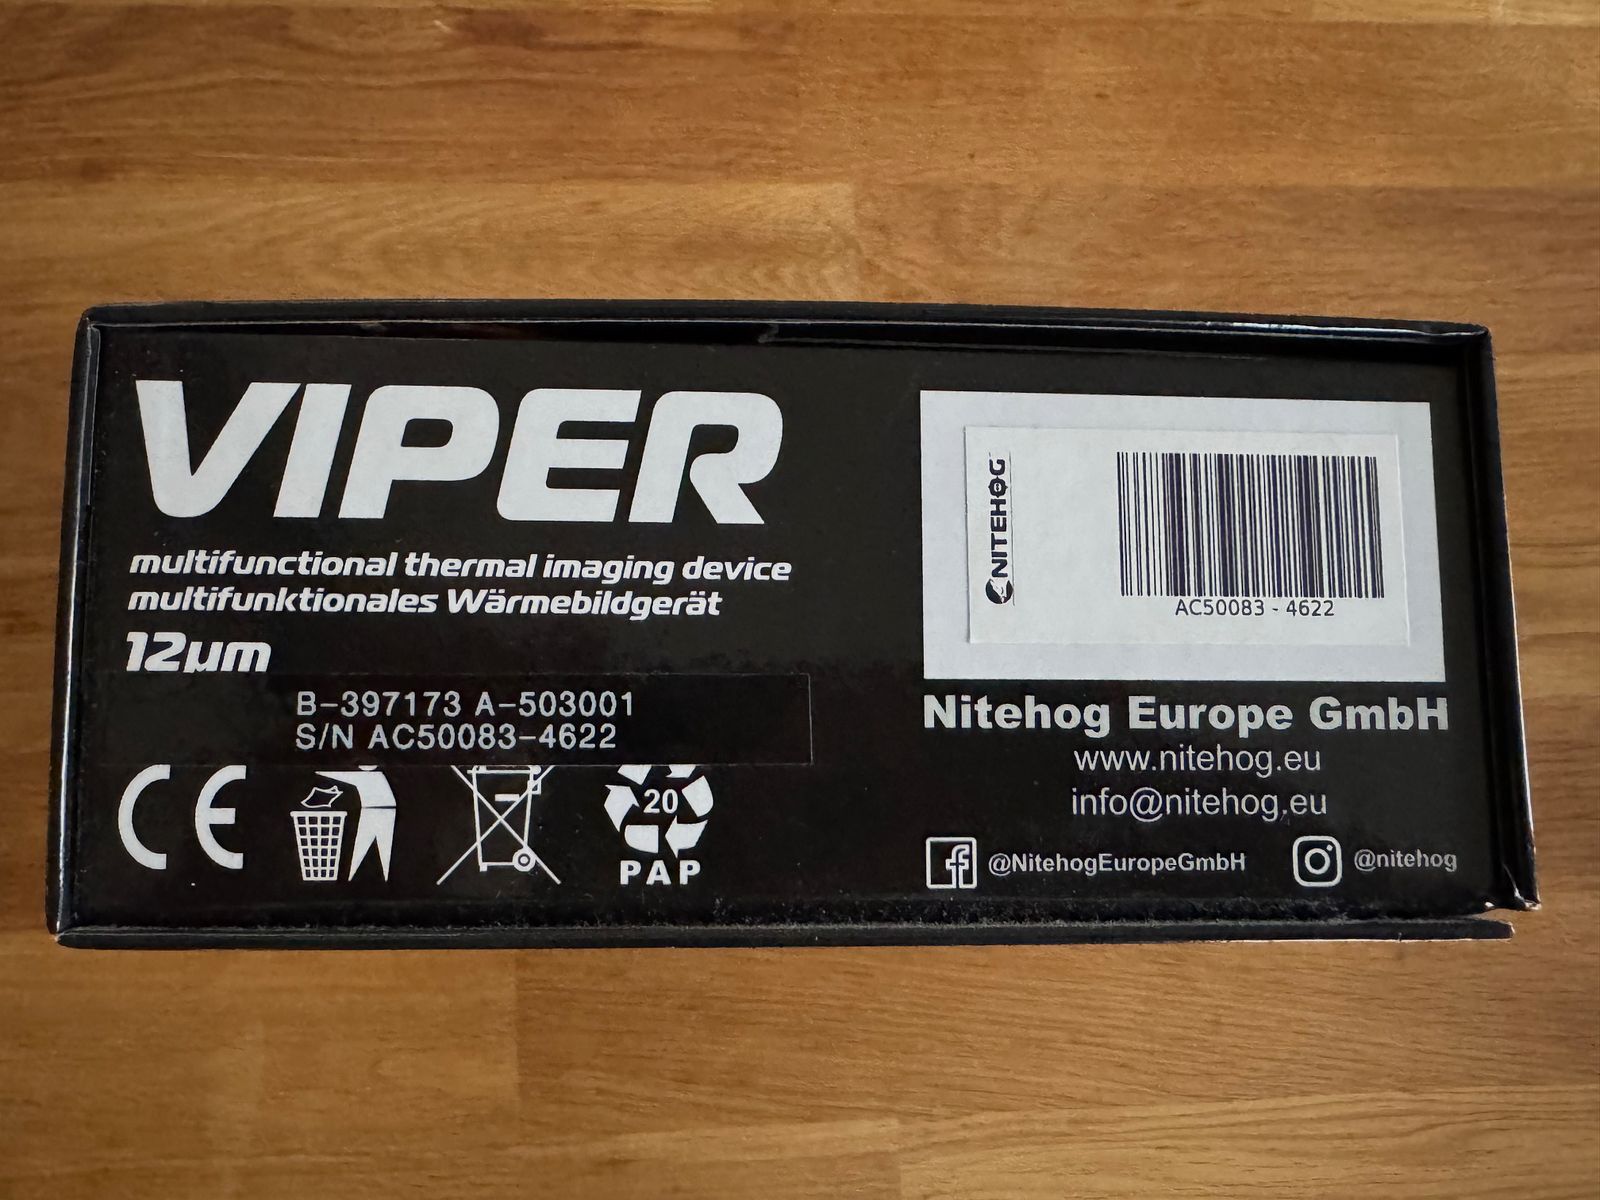 VIPER
multifunctional thermal imaging device
multifunktionales Wärmebildgerät
12µm
B-397173 A-503001
S/N AC50083-4622
CE
20
PAP
NITEHOG
AC50083 - 4622
Nitehog Europe GmbH
www.nitehog.eu
info@nitehog.eu
@NitehogEuropeGmbH
@nitehog